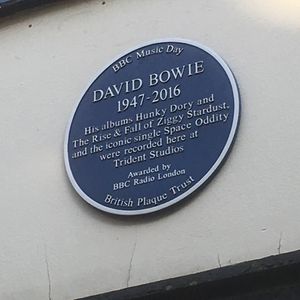 BBC Music Day
DAVID BOWIE
1947-2016
His albums Hunky Dory and
The Rise & Fall of Ziggy Stardust,
and the iconic single Space Oddity
were recorded here at
Trident Studios
Awarded by
BBC Radio London
British Plaque Trust